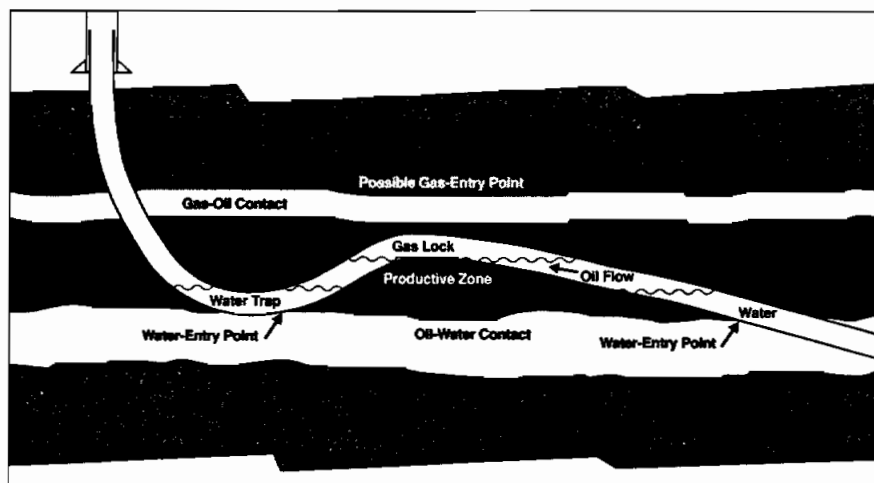 Possible Gas-Entry Point
Gas-Oil Contact
Gas Lock
Oil Flow
Productive Zone
Water Trap
Water
Water-Entry Point
Oil-Water Contact
Water-Entry Point